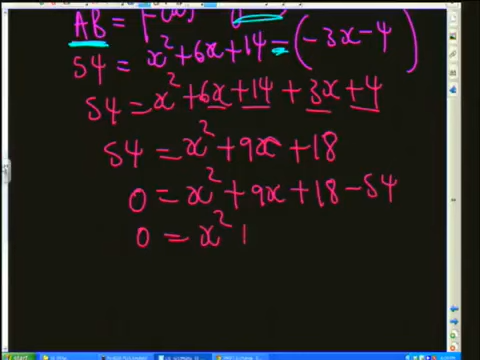 AB =
54 = x² + 6x + 14 - (-3x - 4)
54 = x² + 6x + 14 + 3x + 4
54 = x² + 9x + 18
0 = x² + 9x + 18 - 54
0 = x²